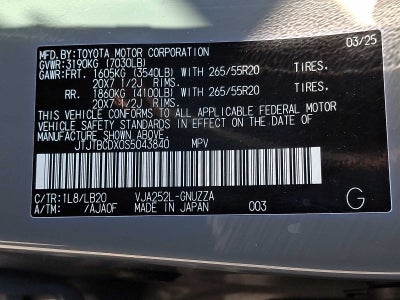 MFD. BY: TOYOTA MOTOR CORPORATION 03/25
GVWR: 3190KG (7030LB)
GAWR: FRT. 1605KG (3540LB) WITH 265/55R20 TIRES,
20X7 1/2J RIMS.
RR. 1860KG (4100LB) WITH 265/55R20 TIRES,
20X7 1/2J RIMS.
THIS VEHICLE CONFORMS TO ALL APPLICABLE FEDERAL MOTOR
VEHICLE SAFETY STANDARDS IN EFFECT ON THE DATE OF
MANUFACTURE SHOWN ABOVE.
JTJTBCDX0S5043840 MPV
C/TR: 1L8/LB20 VJA252L-GNUZZA
A/TM: /AJA0F MADE IN JAPAN 003 G